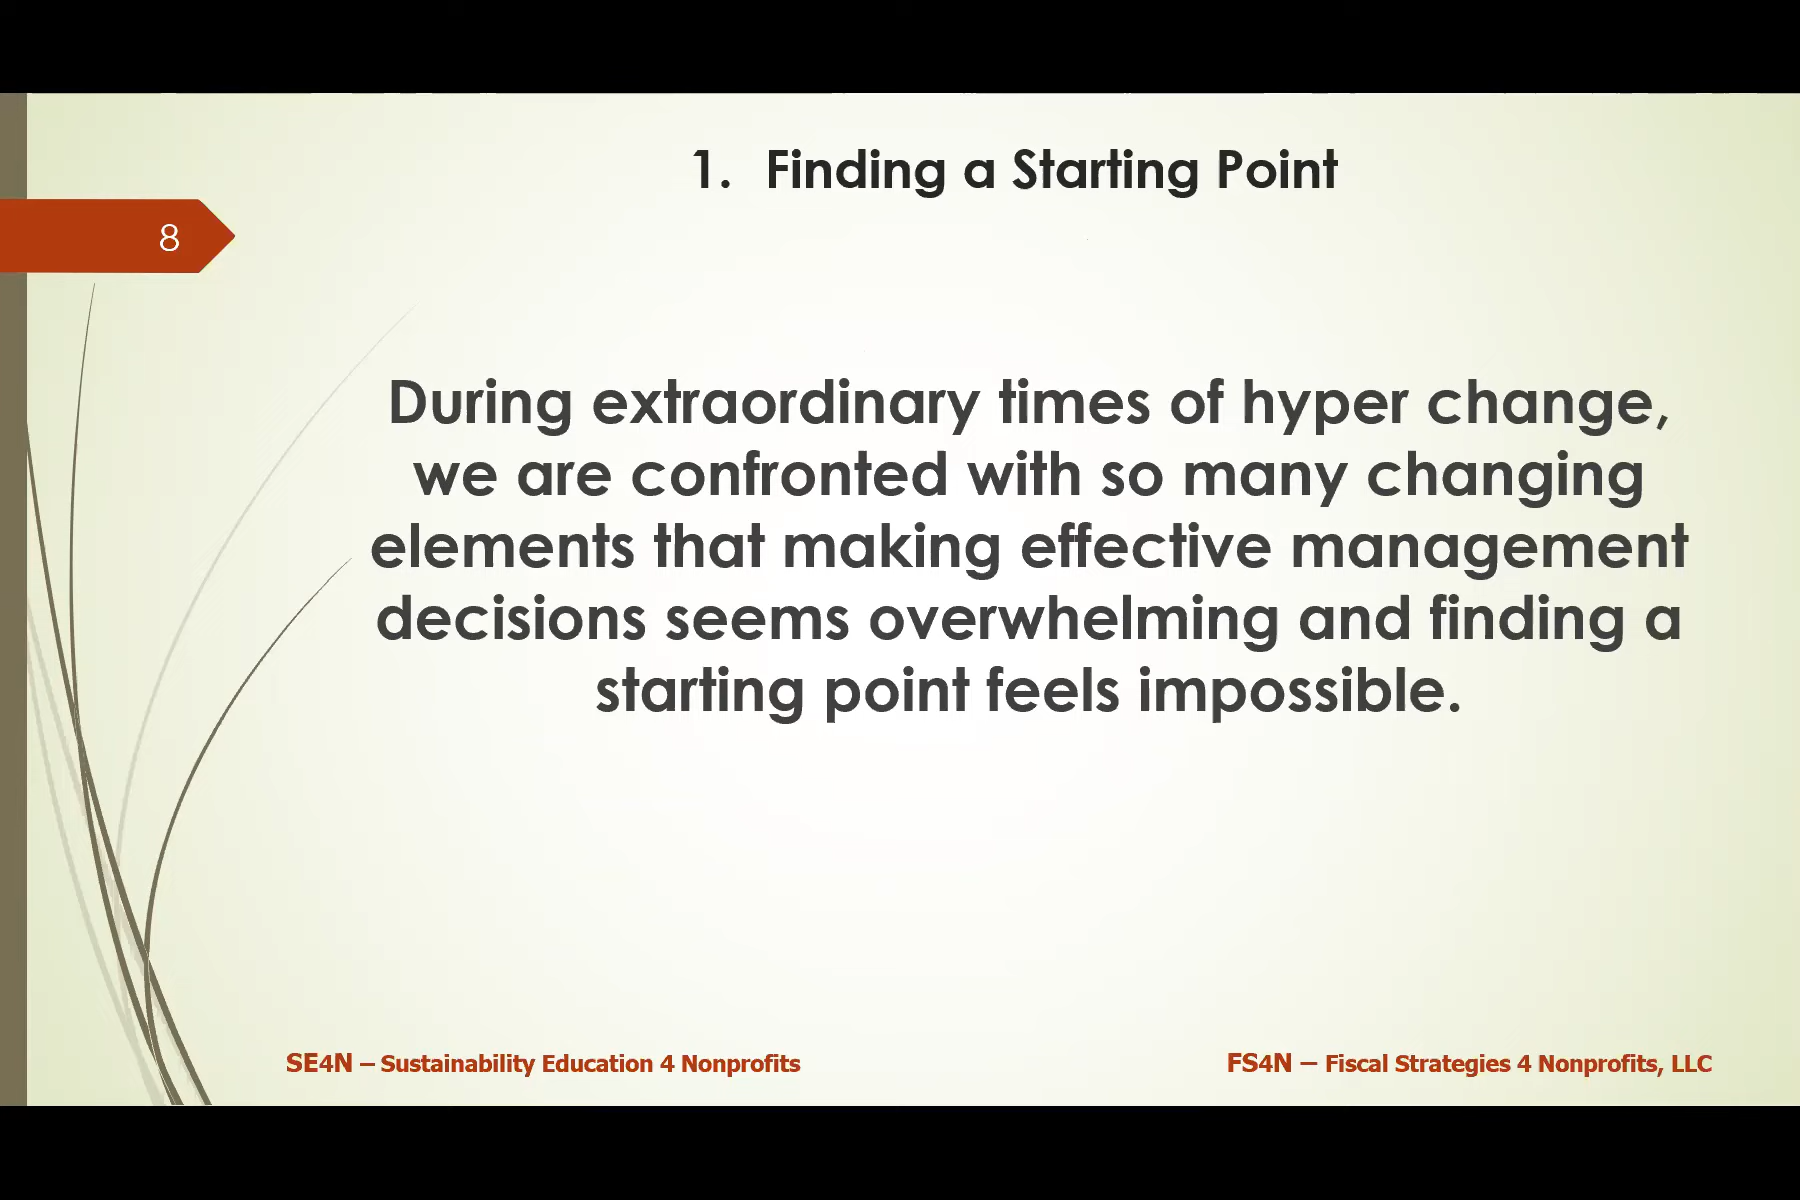 1. Finding a Starting Point
8
During extraordinary times of hyper change,
we are confronted with so many changing
elements that making effective management
decisions seems overwhelming and finding a
starting point feels impossible.
SE4N – Sustainability Education 4 Nonprofits
FS4N – Fiscal Strategies 4 Nonprofits, LLC